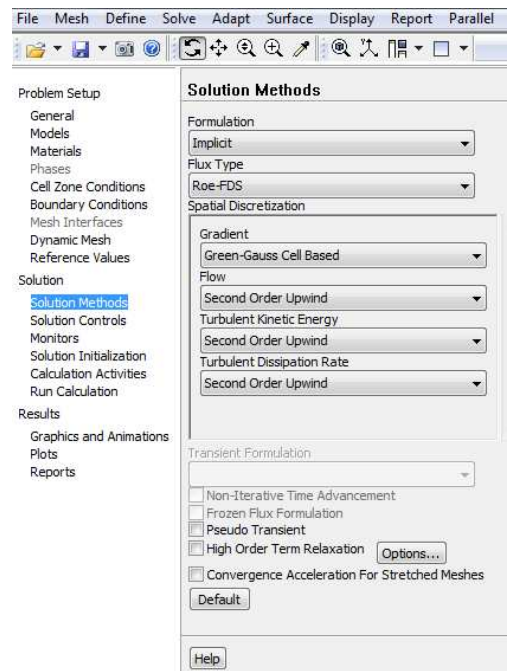 File Mesh Define Solve Adapt Surface Display Report Parallel
Problem Setup
General
Models
Materials
Phases
Cell Zone Conditions
Boundary Conditions
Mesh Interfaces
Dynamic Mesh
Reference Values
Solution
Solution Methods
Solution Controls
Monitors
Solution Initialization
Calculation Activities
Run Calculation
Results
Graphics and Animations
Plots
Reports
Solution Methods
Formulation
Implicit
Flux Type
Roe-FDS
Spatial Discretization
Gradient
Green-Gauss Cell Based
Flow
Second Order Upwind
Turbulent Kinetic Energy
Second Order Upwind
Turbulent Dissipation Rate
Second Order Upwind
Transient Formulation
Non-Iterative Time Advancement
Frozen Flux Formulation
Pseudo Transient
High Order Term Relaxation Options...
Convergence Acceleration For Stretched Meshes
Default
Help